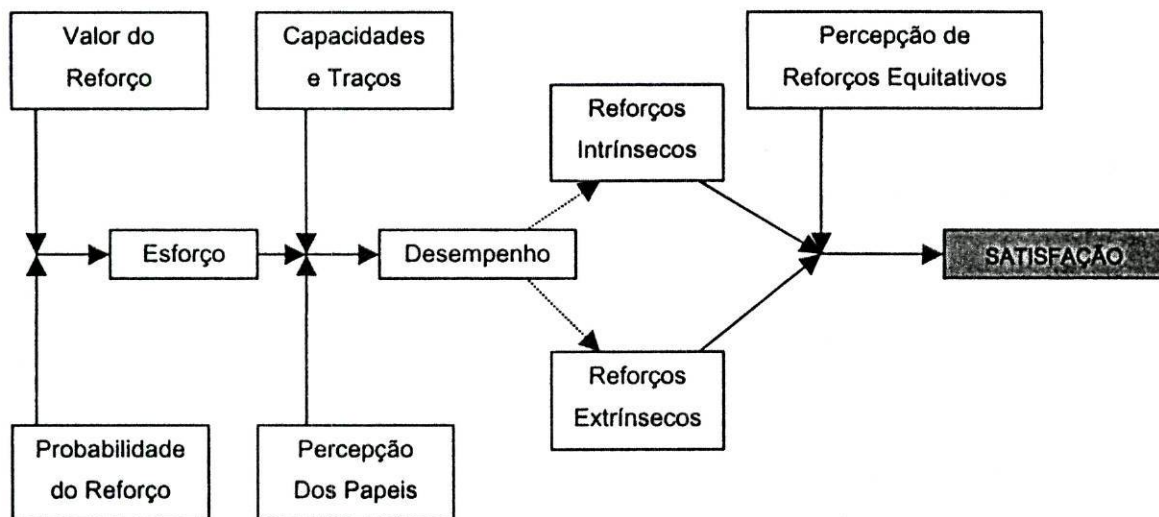 Valor do
Reforço
Capacidades
e Traços
Percepção de
Reforços Equitativos
Reforços
Intrínsecos
Esforço
Desempenho
SATISFAÇÃO
Reforços
Extrínsecos
Probabilidade
do Reforço
Percepção
Dos Papeis